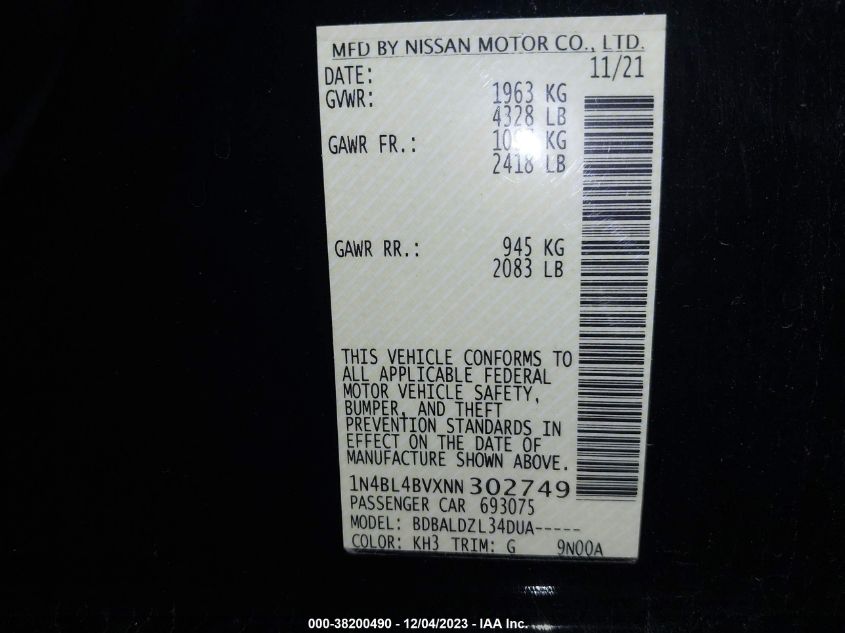 MFD BY NISSAN MOTOR CO., LTD.
DATE: 11/21
GVWR: 1963 KG
4328 LB
GAWR FR.: KG
2418 LB
GAWR RR.: 945 KG
2083 LB
THIS VEHICLE CONFORMS TO
ALL APPLICABLE FEDERAL
MOTOR VEHICLE SAFETY,
BUMPER, AND THEFT
PREVENTION STANDARDS IN
EFFECT ON THE DATE OF
MANUFACTURE SHOWN ABOVE.
1N4BL4BVXNN 302749
PASSENGER CAR 693075
MODEL: BDBALDZL34DUA-----
COLOR: KH3 TRIM: G 9N00A
000-38200490 - 12/04/2023 - IAA Inc.